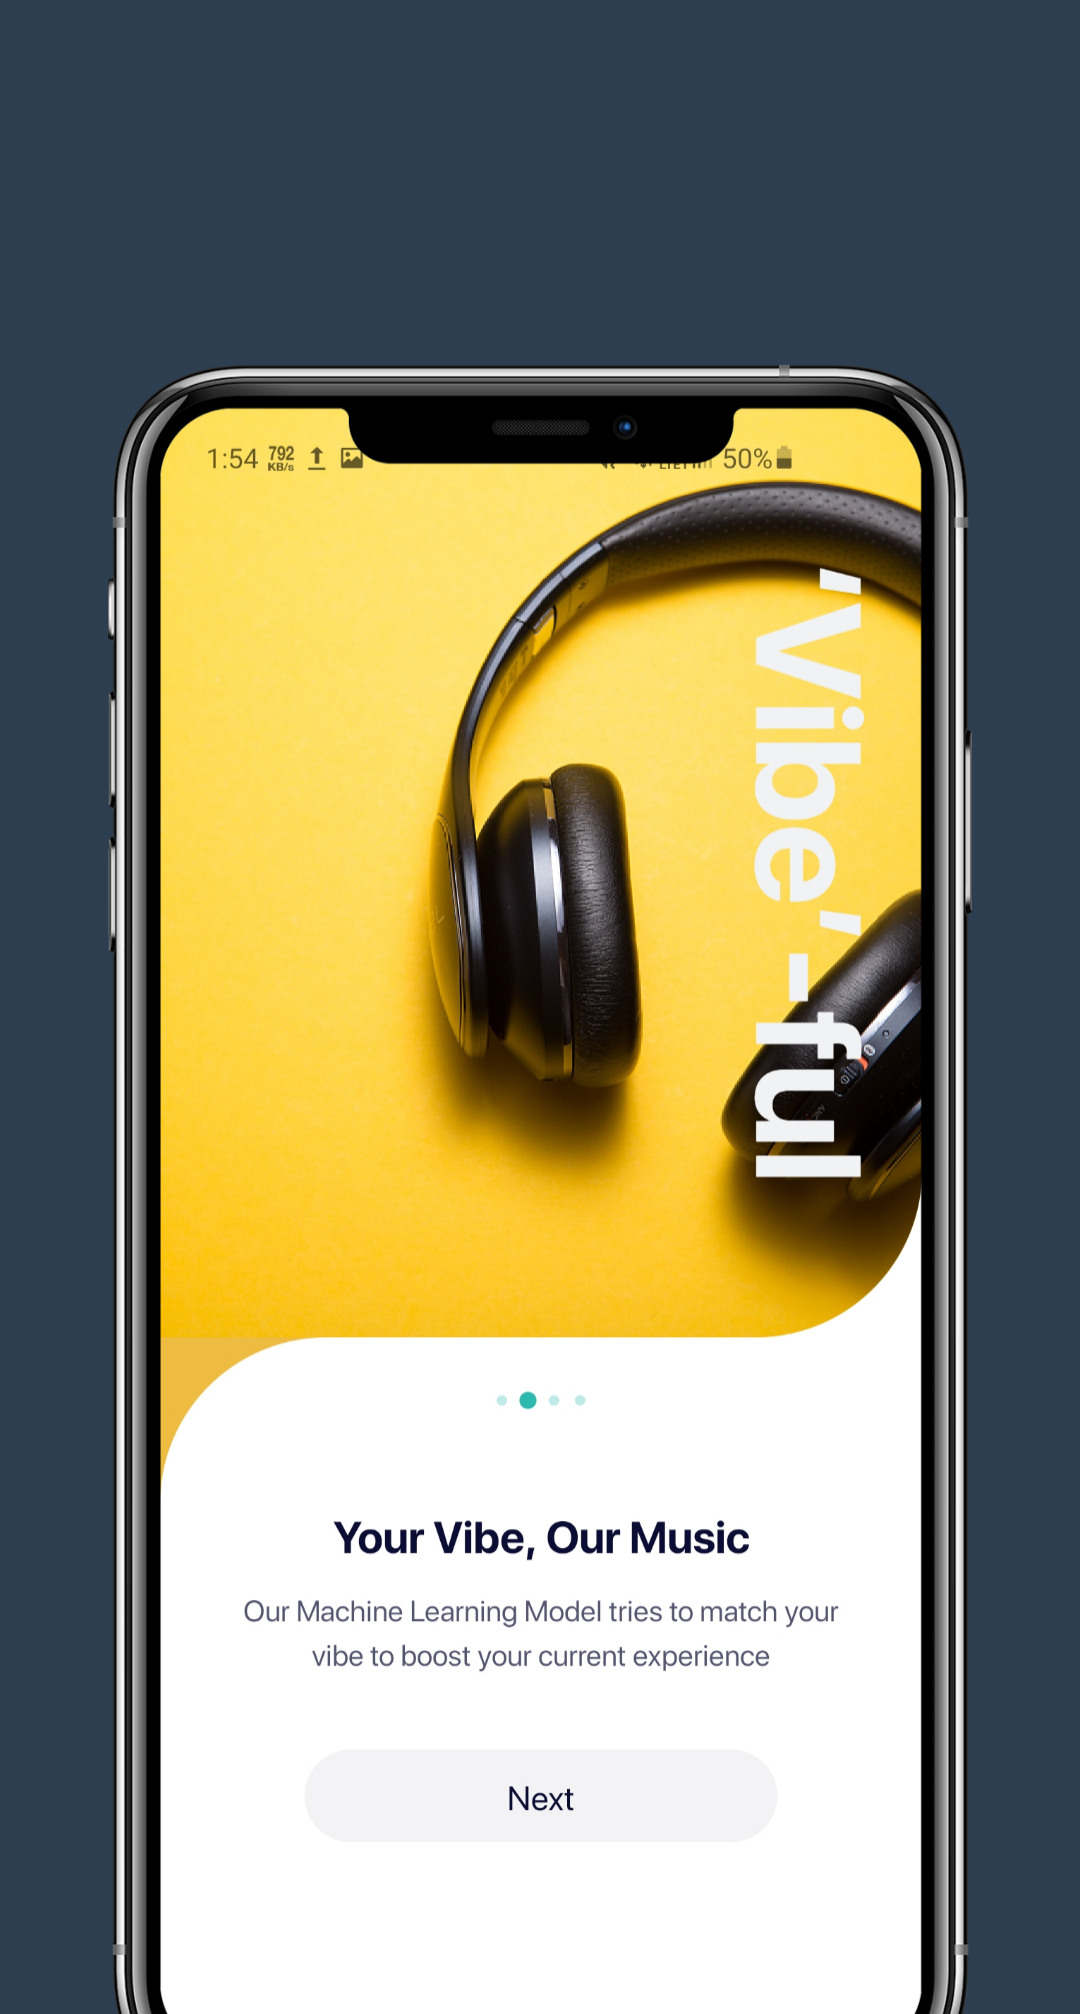 1:54 792 KB/s 50%
'Vibe'-ful
Your Vibe, Our Music
Our Machine Learning Model tries to match your
vibe to boost your current experience
Next